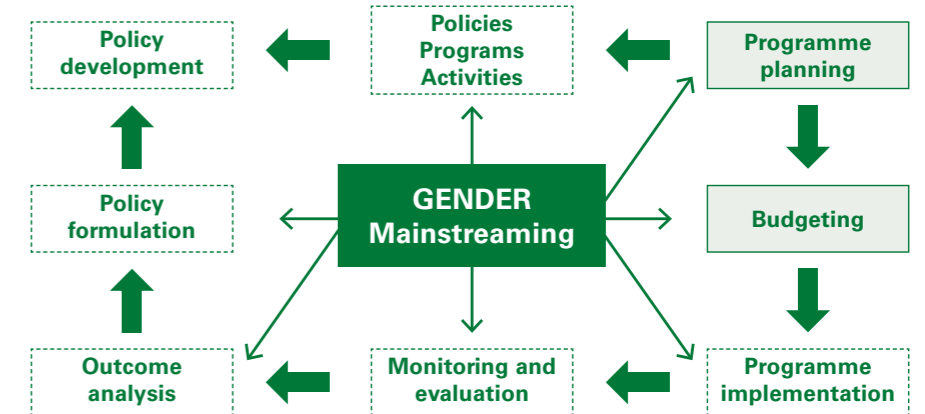 Policy
development
Policies
Programs
Activities
Programme
planning
Policy
formulation
GENDER
Mainstreaming
Budgeting
Outcome
analysis
Monitoring and
evaluation
Programme
implementation